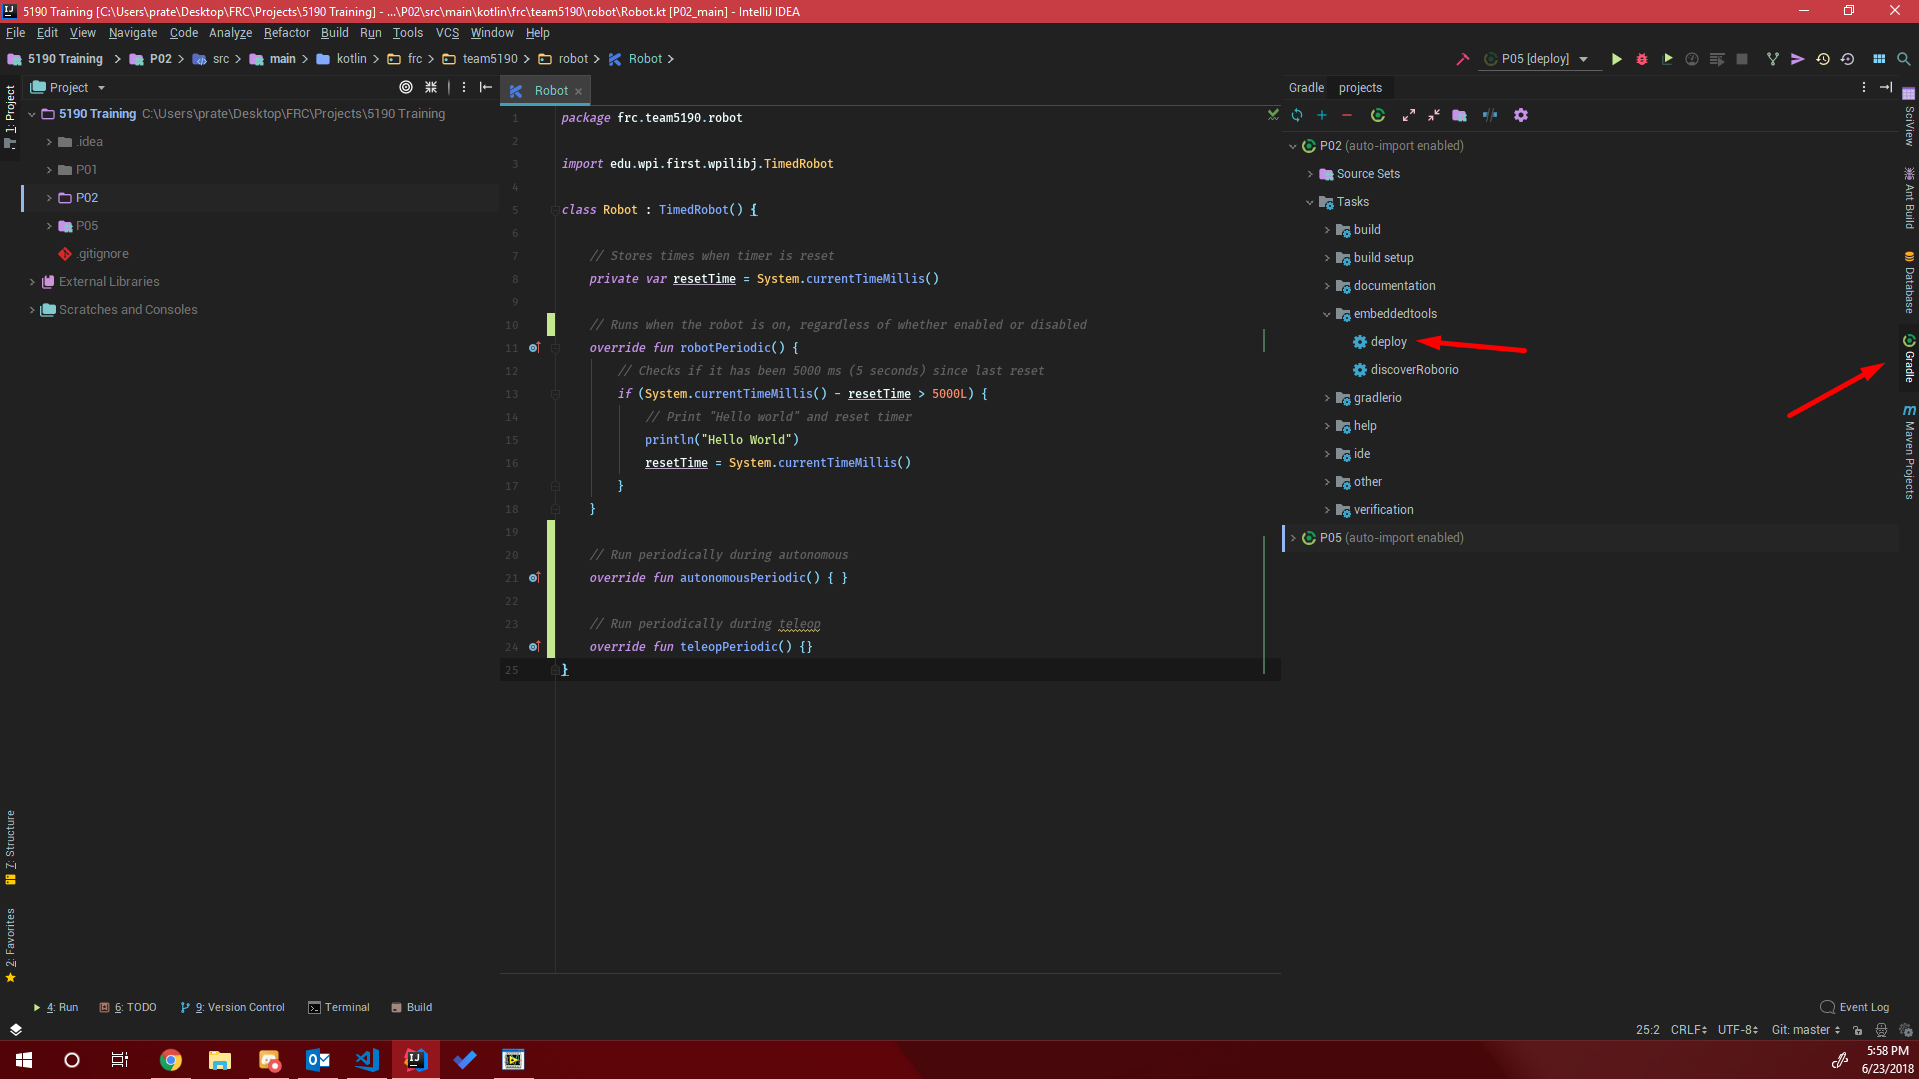 5190 Training [C:\Users\prate\Desktop\FRC\Projects\5190 Training] - ...\P02\src\main\kotlin\frc\team5190\robot\Robot.kt [P02_main] - IntelliJ IDEA
File Edit View Navigate Code Analyze Refactor Build Run Tools VCS Window Help
5190 Training P02 src main kotlin frc team5190 robot Robot
P05 [deploy]
Project
Robot
Gradle projects
1: Project
5190 Training C:\Users\prate\Desktop\FRC\Projects\5190 Training
.idea
P01
P02
P05
.gitignore
External Libraries
Scratches and Consoles
1 package frc.team5190.robot
2
3 import edu.wpi.first.wpilibj.TimedRobot
4
5 class Robot : TimedRobot() {
6
7 // Stores times when timer is reset
8 private var resetTime = System.currentTimeMillis()
9
10 // Runs when the robot is on, regardless of whether enabled or disabled
11 override fun robotPeriodic() {
12 // Checks if it has been 5000 ms (5 seconds) since last reset
13 if (System.currentTimeMillis() - resetTime > 5000L) {
14 // Print "Hello world" and reset timer
15 println("Hello World")
16 resetTime = System.currentTimeMillis()
17 }
18 }
19
20 // Run periodically during autonomous
21 override fun autonomousPeriodic() { }
22
23 // Run periodically during teleop
24 override fun teleopPeriodic() {}
25 }
P02 (auto-import enabled)
Source Sets
Tasks
build
build setup
documentation
embeddedtools
deploy
discoverRoborio
gradlerio
help
ide
other
verification
P05 (auto-import enabled)
SciView
Ant Build
Database
Gradle
m Maven Projects
7: Structure
2: Favorites
4: Run 6: TODO 9: Version Control Terminal Build
Event Log
25:2 CRLF UTF-8 Git: master
5:58 PM
6/23/2018